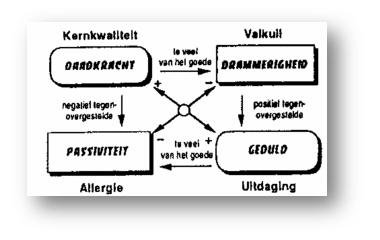 Kernkwaliteit
Valkuil
DAADKRACHT
te veel
van het goede
DRAMMERIGHEID
+
-
negatief tegen-
overgestelde
positief tegen-
overgestelde
PASSIVITEIT
-
te veel
van het goede
+
GEDULD
Allergie
Uitdaging